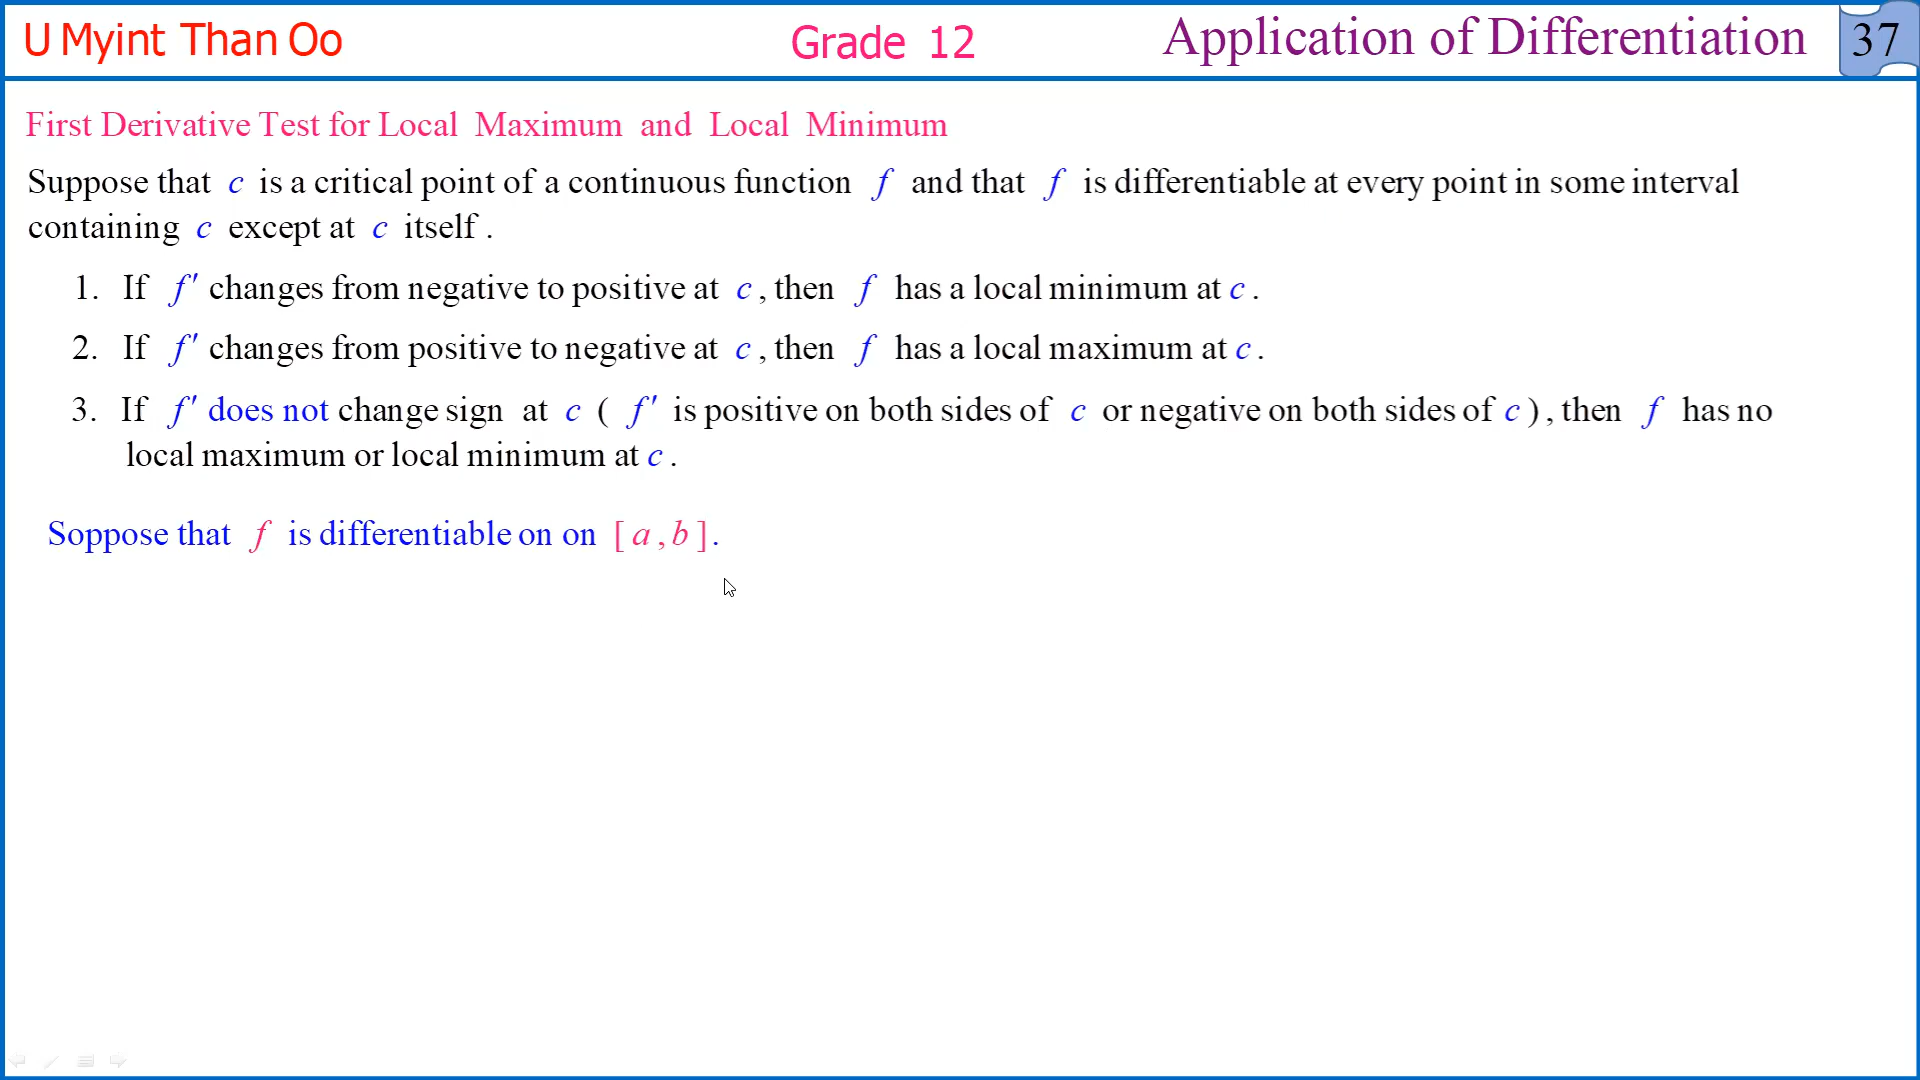 U Myint Than Oo
Grade 12
Application of Differentiation
37
First Derivative Test for Local Maximum and Local Minimum
Suppose that c is a critical point of a continuous function f and that f is differentiable at every point in some interval
containing c except at c itself .
1. If f′ changes from negative to positive at c , then f has a local minimum at c .
2. If f′ changes from positive to negative at c , then f has a local maximum at c .
3. If f′ does not change sign at c ( f′ is positive on both sides of c or negative on both sides of c ) , then f has no
local maximum or local minimum at c .
Soppose that f is differentiable on on [ a , b ] .